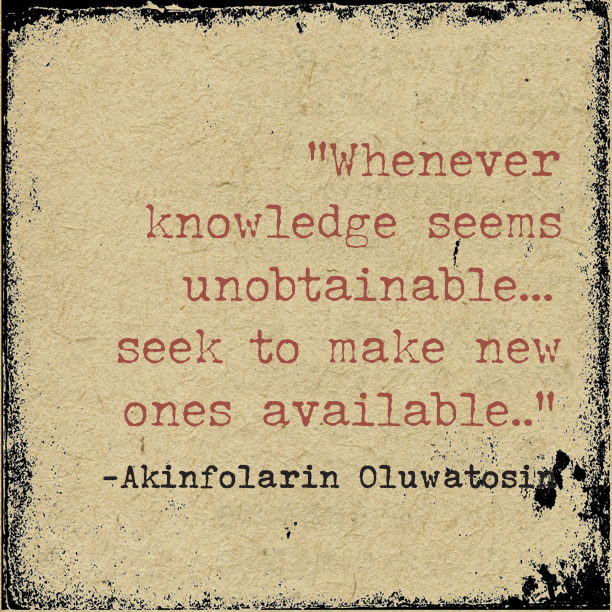 "Whenever
knowledge seems
unobtainable...
seek to make new
ones available.."
-Akinfolarin Oluwatosin